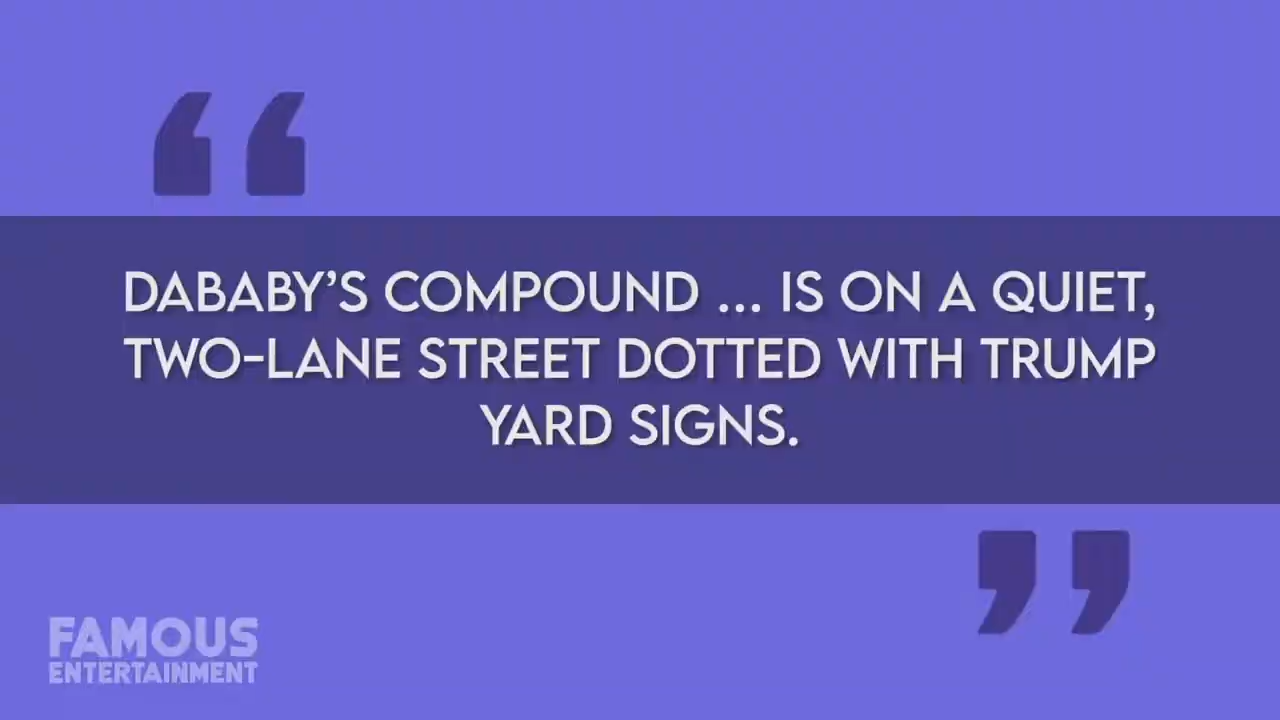 “
DABABY’S COMPOUND ... IS ON A QUIET,
TWO-LANE STREET DOTTED WITH TRUMP
YARD SIGNS.
”
FAMOUS
ENTERTAINMENT